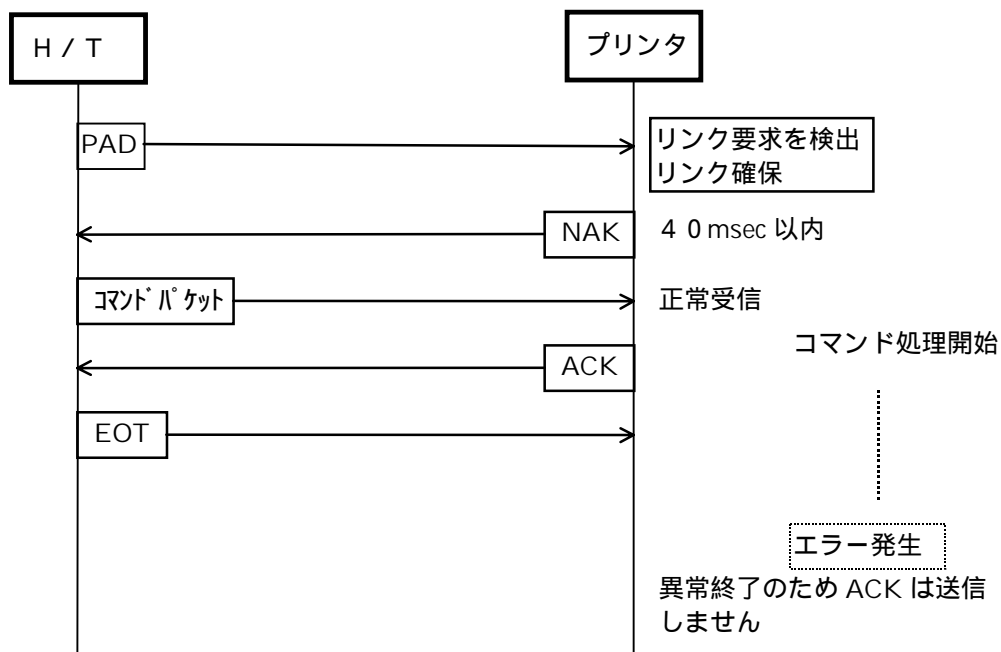 H / T
プリンタ
PAD
リンク要求を検出
リンク確保
NAK
４０msec 以内
ｺﾏﾝﾄﾞﾊﾟｹｯﾄ
正常受信
コマンド処理開始
ACK
EOT
エラー発生
異常終了のため ACK は送信
しません